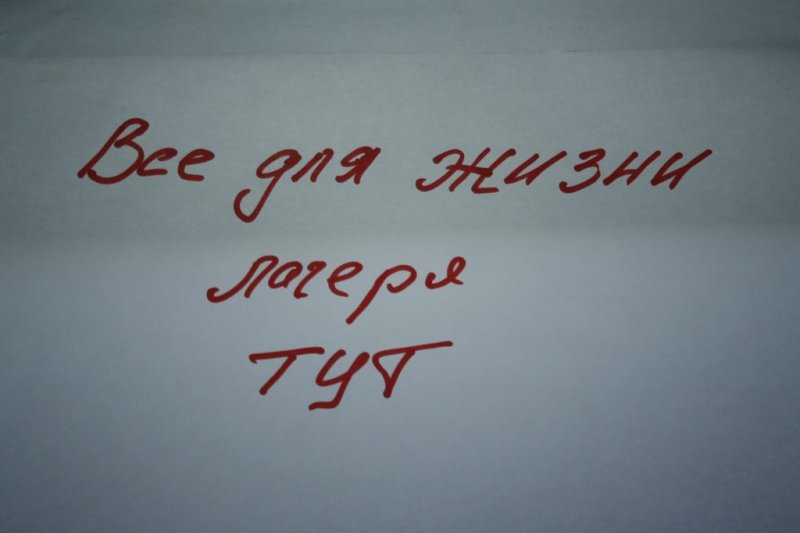 Все для жизни
лагеря
ТУТ